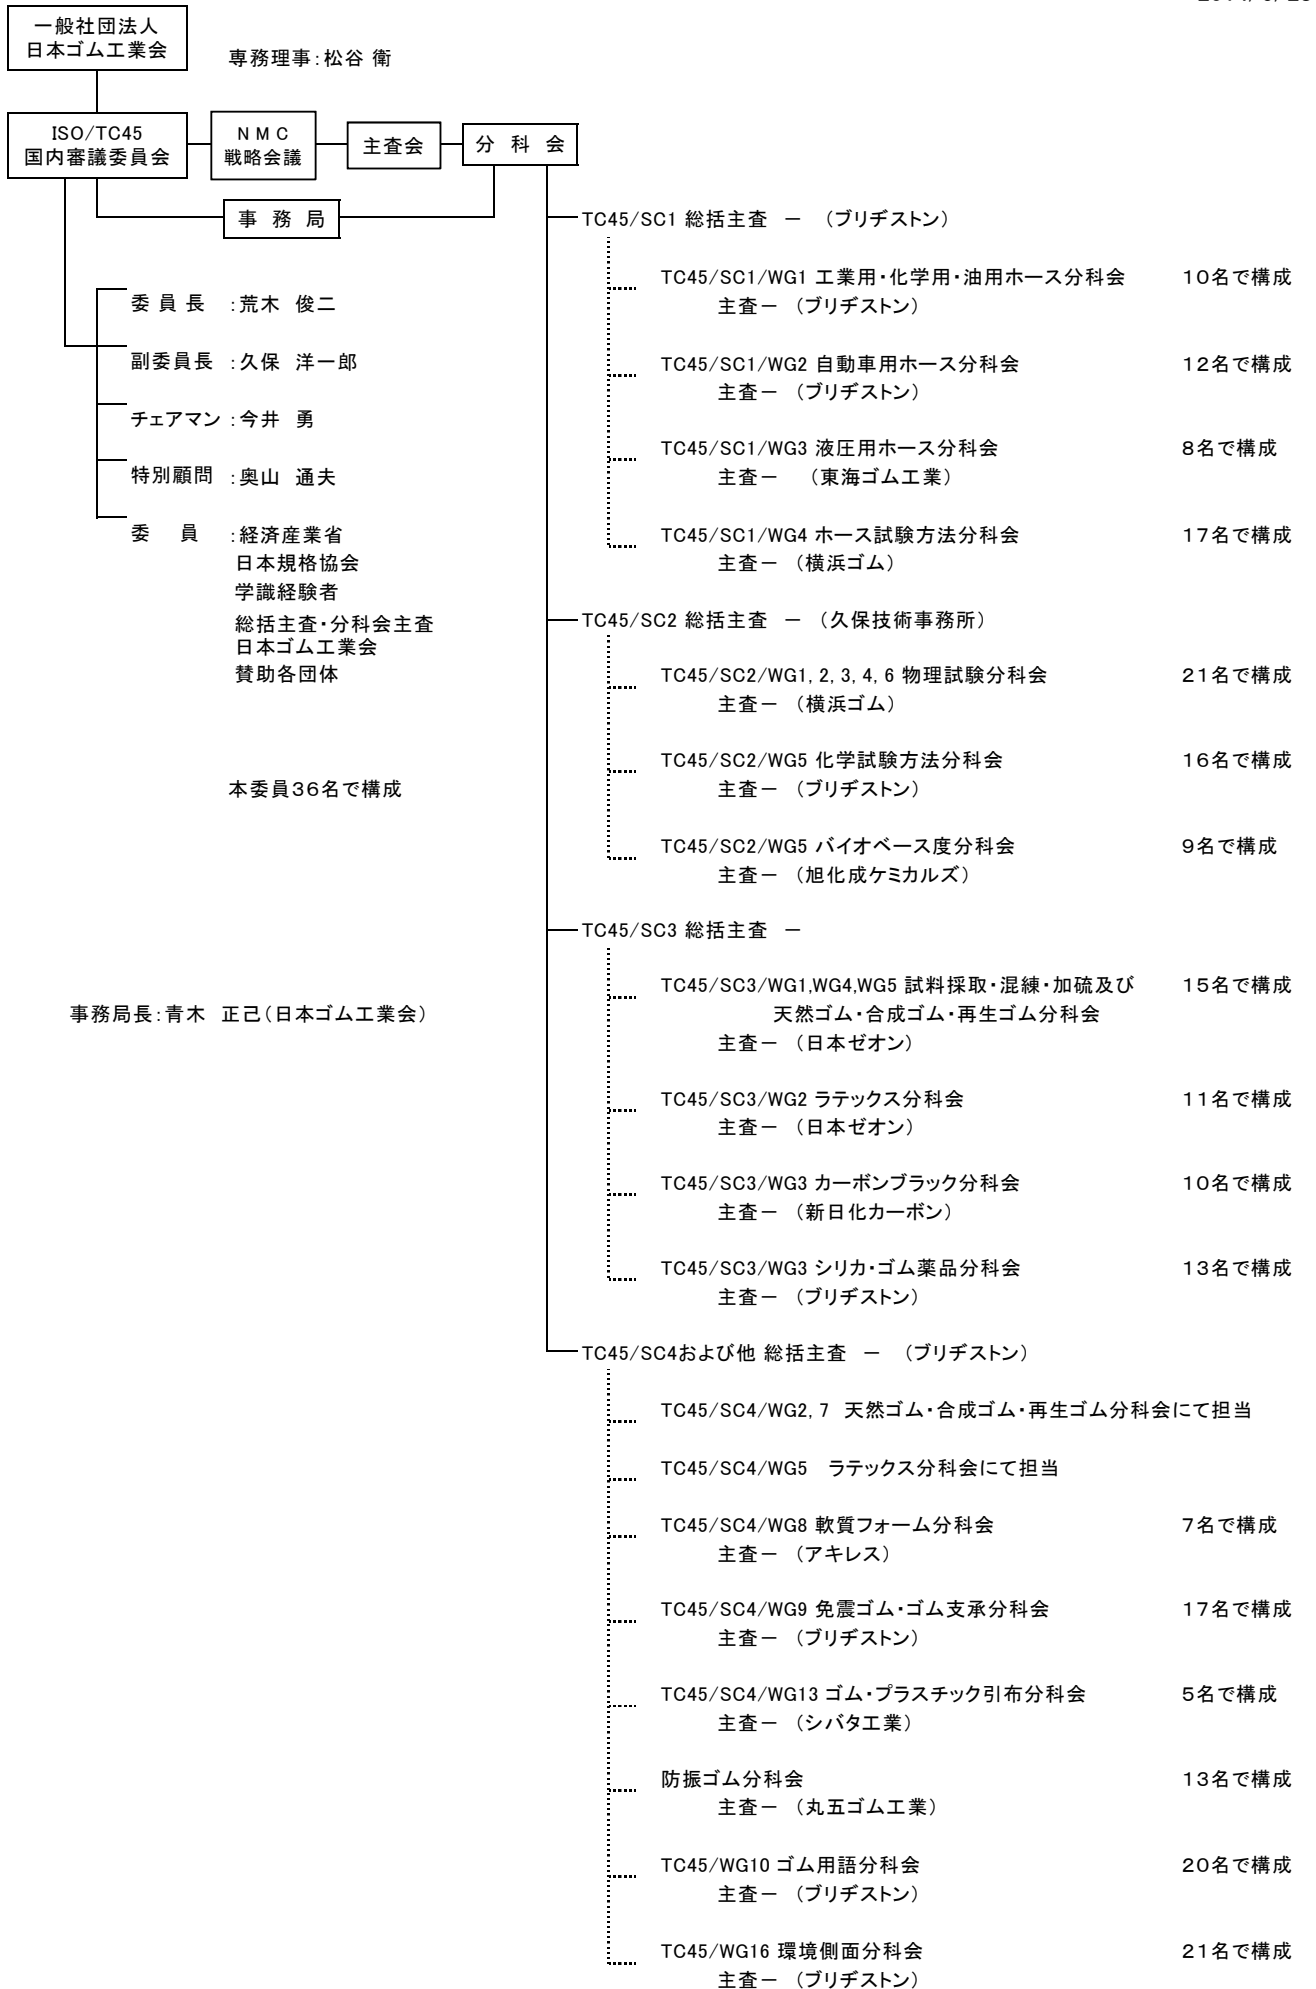 一般社団法人
日本ゴム工業会
専務理事:松谷 衛
ISO/TC45
国内審議委員会
NMC
戦略会議
主査会
分 科 会
事 務 局
委 員 長 :荒木 俊二
副委員長 :久保 洋一郎
チェアマン :今井 勇
特別顧問 :奥山 通夫
委 員 :経済産業省
日本規格協会
学識経験者
総括主査・分科会主査
日本ゴム工業会
賛助各団体
本委員36名で構成
事務局長:青木 正己(日本ゴム工業会)
TC45/SC1 総括主査 - (ブリヂストン)
TC45/SC1/WG1 工業用・化学用・油用ホース分科会 10名で構成
主査- (ブリヂストン)
TC45/SC1/WG2 自動車用ホース分科会 12名で構成
主査- (ブリヂストン)
TC45/SC1/WG3 液圧用ホース分科会 8名で構成
主査- (東海ゴム工業)
TC45/SC1/WG4 ホース試験方法分科会 17名で構成
主査- (横浜ゴム)
TC45/SC2 総括主査 - (久保技術事務所)
TC45/SC2/WG1, 2, 3, 4, 6 物理試験分科会 21名で構成
主査- (横浜ゴム)
TC45/SC2/WG5 化学試験方法分科会 16名で構成
主査- (ブリヂストン)
TC45/SC2/WG5 バイオベース度分科会 9名で構成
主査- (旭化成ケミカルズ)
TC45/SC3 総括主査 -
TC45/SC3/WG1,WG4,WG5 試料採取・混練・加硫及び 15名で構成
天然ゴム・合成ゴム・再生ゴム分科会
主査- (日本ゼオン)
TC45/SC3/WG2 ラテックス分科会 11名で構成
主査- (日本ゼオン)
TC45/SC3/WG3 カーボンブラック分科会 10名で構成
主査- (新日化カーボン)
TC45/SC3/WG3 シリカ・ゴム薬品分科会 13名で構成
主査- (ブリヂストン)
TC45/SC4および他 総括主査 - (ブリヂストン)
TC45/SC4/WG2, 7 天然ゴム・合成ゴム・再生ゴム分科会にて担当
TC45/SC4/WG5 ラテックス分科会にて担当
TC45/SC4/WG8 軟質フォーム分科会 7名で構成
主査- (アキレス)
TC45/SC4/WG9 免震ゴム・ゴム支承分科会 17名で構成
主査- (ブリヂストン)
TC45/SC4/WG13 ゴム・プラスチック引布分科会 5名で構成
主査- (シバタ工業)
防振ゴム分科会 13名で構成
主査- (丸五ゴム工業)
TC45/WG10 ゴム用語分科会 20名で構成
主査- (ブリヂストン)
TC45/WG16 環境側面分科会 21名で構成
主査- (ブリヂストン)